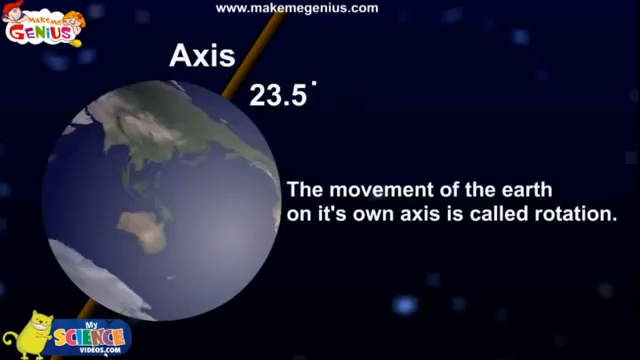 www.makemegenius.com
MAKE ME
GENIUS
Axis
23.5°
The movement of the earth
on it's own axis is called rotation.
My
SCIENCE
VIDEOS.COM